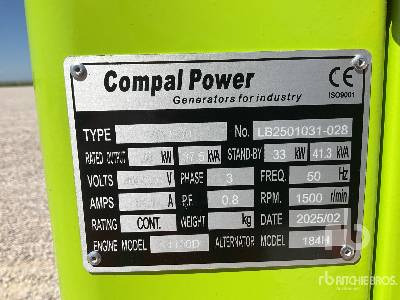 Compal Power
Generators for industry
CE
ISO9001
TYPE No. LB2501031-028
RATED OUTPUT KW KVA STAND-BY 33 KW 41.3 KVA
VOLTS V PHASE 3 FREQ. 50 Hz
AMPS A P.F 0.8 RPM. 1500 r/min
RATING CONT. WEIGHT kg DATE 2025/02
ENGINE MODEL ALTERNATOR MODEL 184H
RITCHIE BROS.